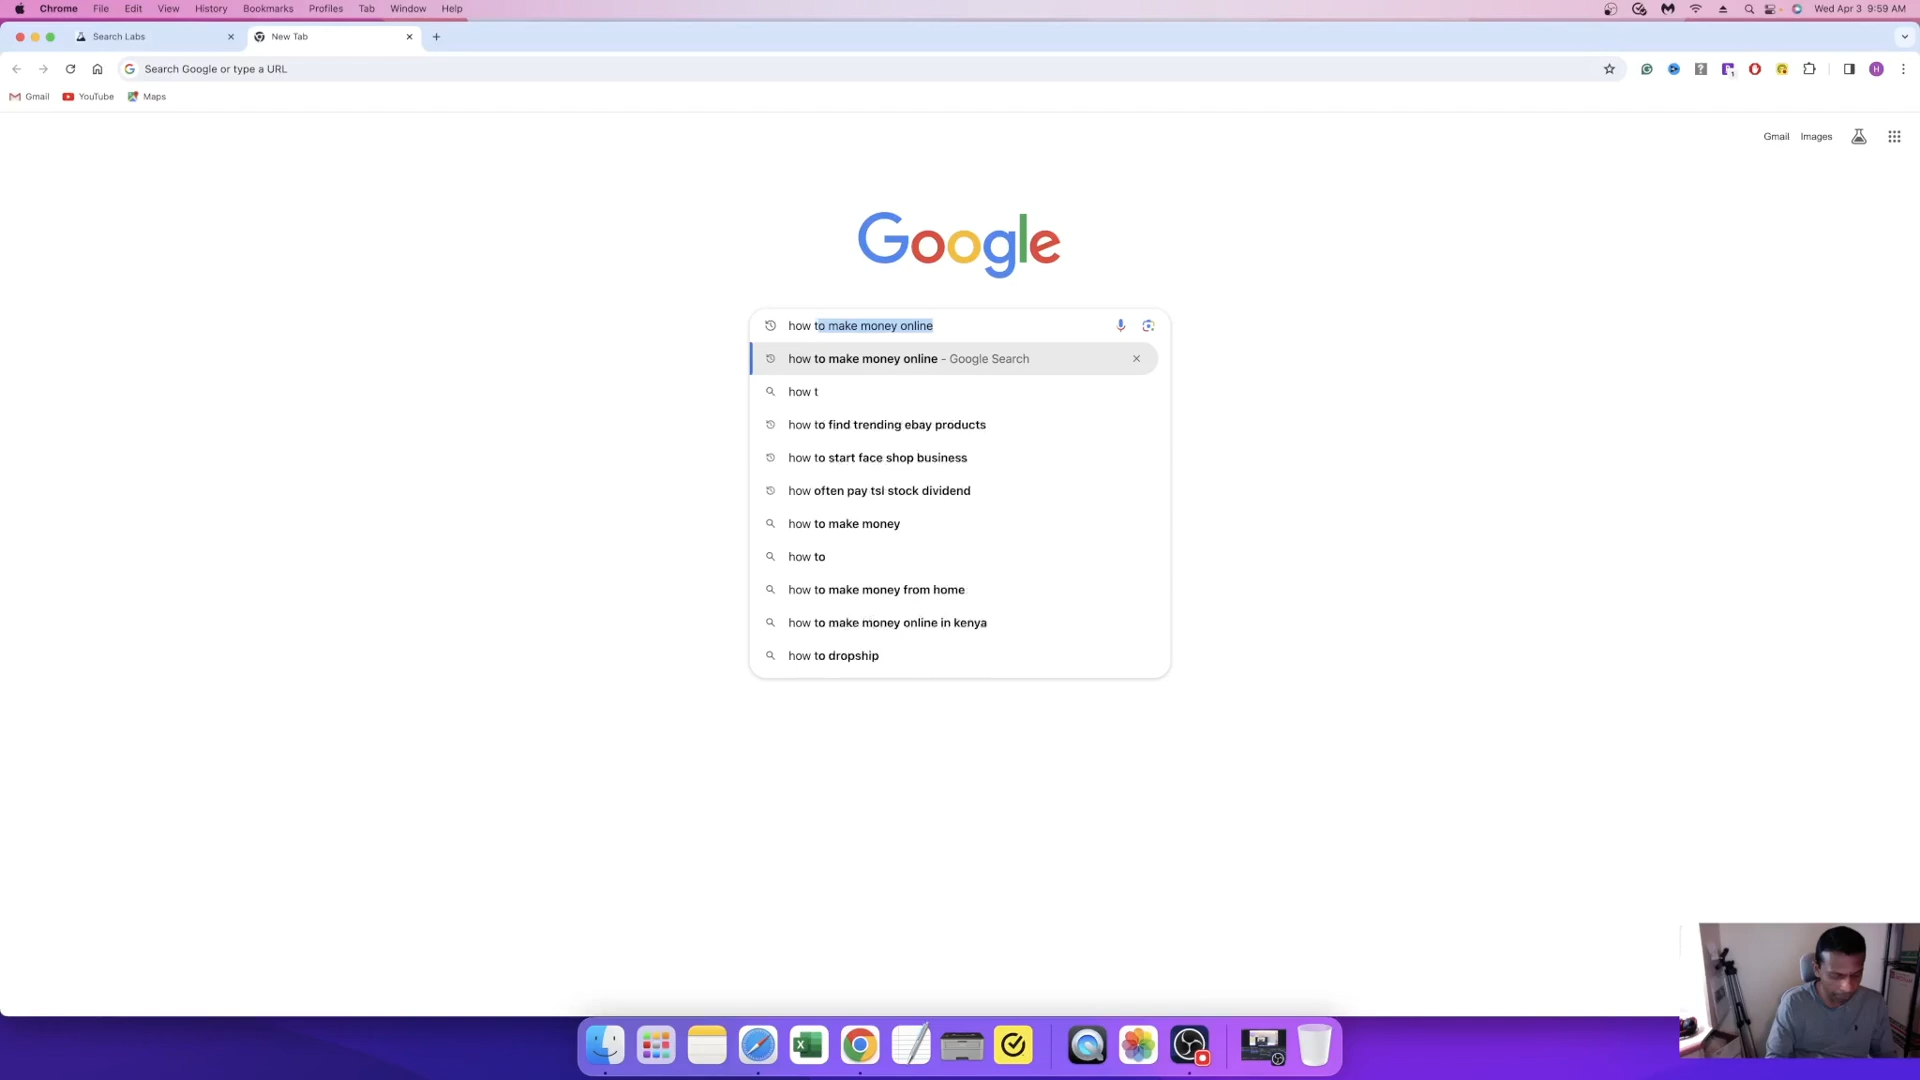 Chrome File Edit View History Bookmarks Profiles Tab Window Help Wed Apr 3 9:59 AM
Search Labs New Tab
Search Google or type a URL
Gmail YouTube Maps
Gmail Images
Google
how to make money online
how to make money online - Google Search
how t
how to find trending ebay products
how to start face shop business
how often pay tsi stock dividend
how to make money
how to
how to make money from home
how to make money online in kenya
how to dropship